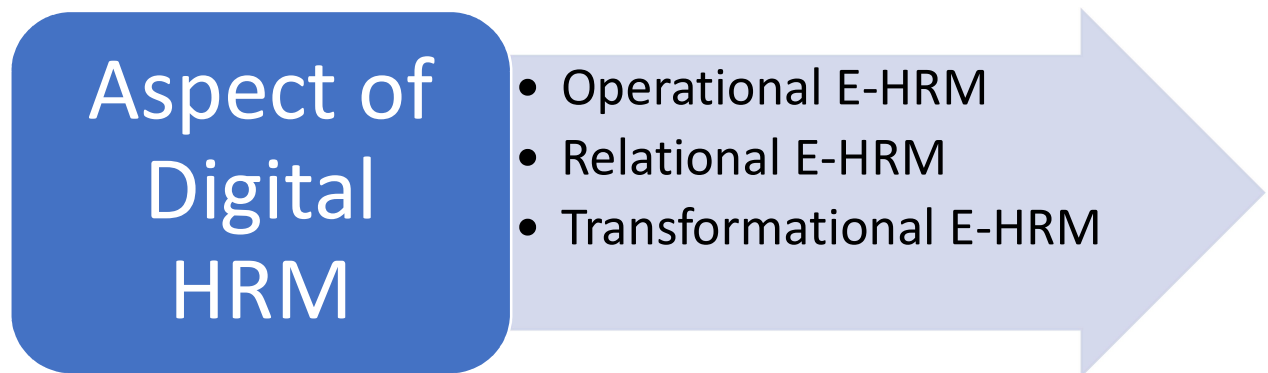 Aspect of
Digital
HRM
• Operational E-HRM
• Relational E-HRM
• Transformational E-HRM